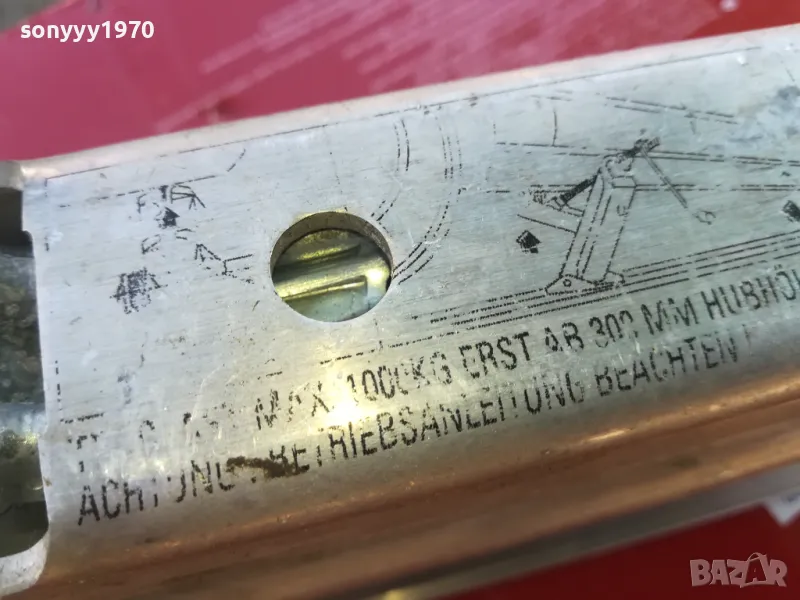 sonyyy1970
MAX. 1000KG ERST AB 300 MM HUBHÖ
ACHTUNG! BETRIEBSANLEITUNG BEACHTEN
BAZAR